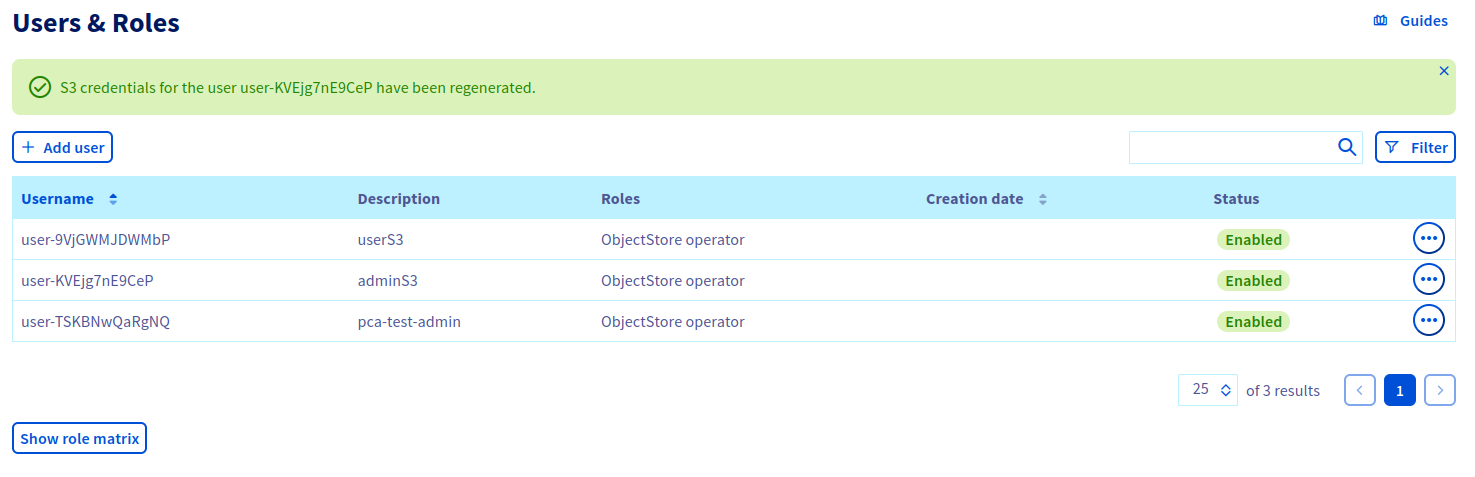 Users & Roles
Guides
S3 credentials for the user user-KVEjg7nE9CeP have been regenerated.
Add user
Filter
Username Description Roles Creation date Status
user-9VjGWMJDWMbP userS3 ObjectStore operator Enabled
user-KVEjg7nE9CeP adminS3 ObjectStore operator Enabled
user-TSKBNwQaRgNQ pca-test-admin ObjectStore operator Enabled
25 of 3 results 1
Show role matrix